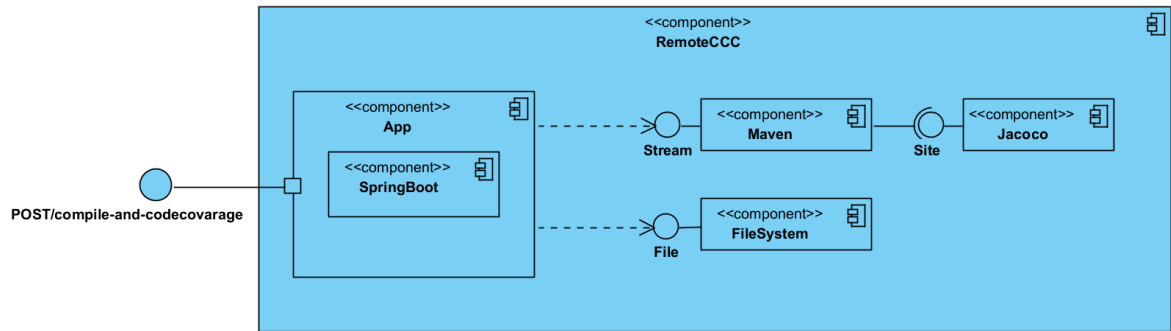 <<component>>
RemoteCCC
<<component>>
App
<<component>>
SpringBoot
POST/compile-and-codecovarage
Stream
<<component>>
Maven
Site
<<component>>
Jacoco
File
<<component>>
FileSystem